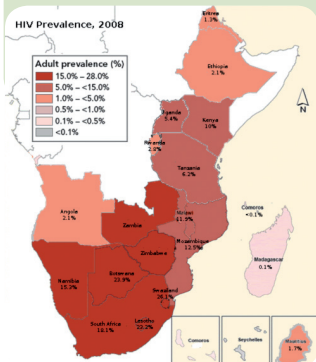 HIV Prevalence, 2008
Eritrea
1.3%
Ethiopia
2.1%
Adult prevalence (%)
15.0% – 28.0%
5.0% – <15.0%
1.0% – <5.0%
0.5% – <1.0%
0.1% – <0.5%
<0.1%
N
Uganda
5.4%
Kenya
10%
Rwanda
2.8%
Tanzania
6.2%
Comoros
<0.1%
Angola
2.1%
Zambia
Malawi
11.9%
Mozambique
12.5%
Zimbabwe
Madagascar
0.1%
Namibia
15.3%
Botswana
23.9%
Swaziland
26.1%
South Africa
18.1%
Lesotho
23.2%
Comoros
Seychelles
Mauritius
1.7%